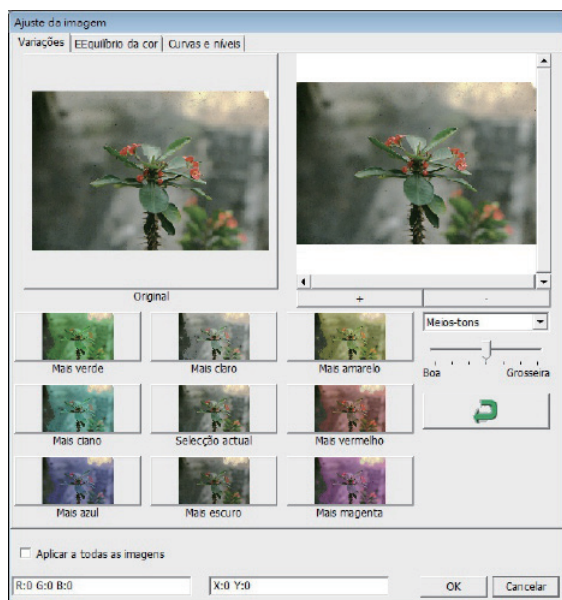 Ajuste da imagem
Variações EEquilíbrio da cor Curvas e níveis
Original
+ -
Mais verde Mais claro Mais amarelo
Meios-tons
Boa Grosseira
Mais ciano Selecção actual Mais vermelho
Mais azul Mais escuro Mais magenta
Aplicar a todas as imagens
R:0 G:0 B:0 X:0 Y:0 OK Cancelar